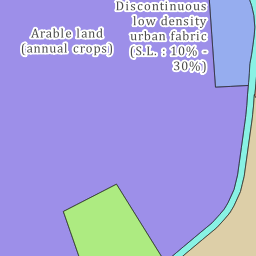 Arable land
(annual crops)
Discontinuous
low density
urban fabric
(S.L. : 10% -
30%)